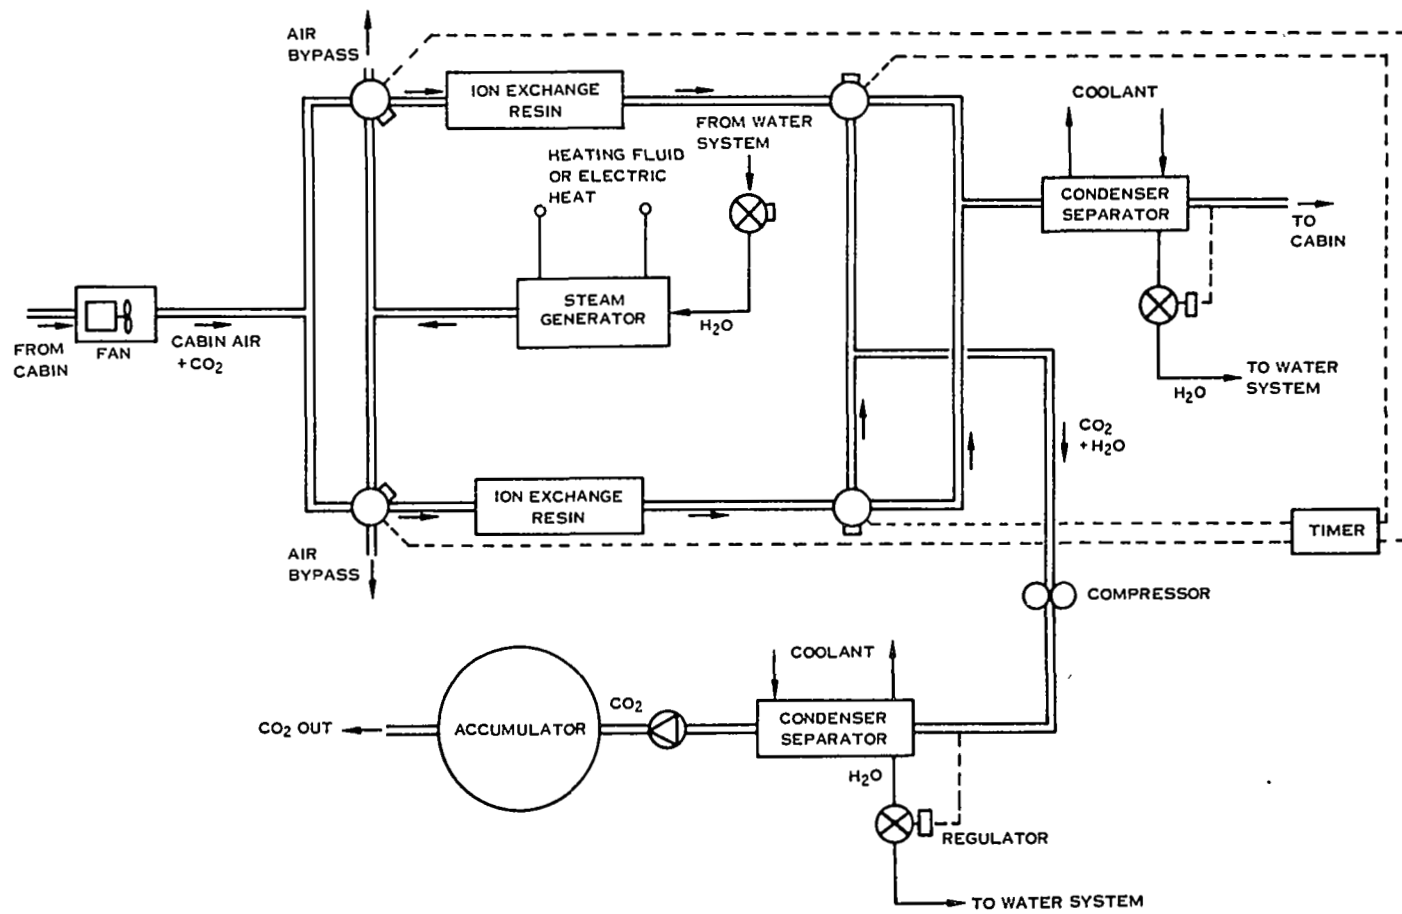 AIR
BYPASS
ION EXCHANGE
RESIN
FROM WATER
SYSTEM
COOLANT
HEATING FLUID
OR ELECTRIC
HEAT
CONDENSER
SEPARATOR
TO
CABIN
STEAM
GENERATOR
H2O
FROM
CABIN
FAN
CABIN AIR
+CO2
TO WATER
SYSTEM
H2O
CO2
+H2O
ION EXCHANGE
RESIN
AIR
BYPASS
TIMER
COMPRESSOR
COOLANT
CO2 OUT
ACCUMULATOR
CO2
CONDENSER
SEPARATOR
H2O
REGULATOR
TO WATER SYSTEM